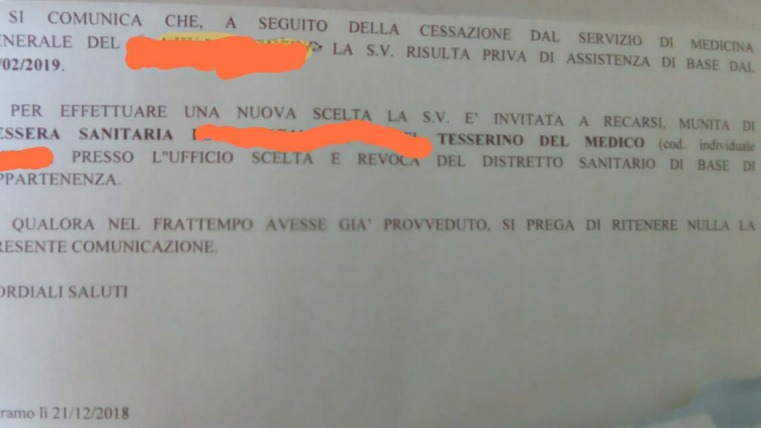 SI COMUNICA CHE, A SEGUITO DELLA CESSAZIONE DAL SERVIZIO DI MEDICINA
ENERALE DEL LA S.V. RISULTA PRIVA DI ASSISTENZA DI BASE DAL
/02/2019.
PER EFFETTUARE UNA NUOVA SCELTA LA S.V. E' INVITATA A RECARSI, MUNITA DI
ESSERA SANITARIA TESSERINO DEL MEDICO (cod. individuale
PRESSO L"UFFICIO SCELTA E REVOCA DEL DISTRETTO SANITARIO DI BASE DI
PPARTENENZA.
QUALORA NEL FRATTEMPO AVESSE GIA' PROVVEDUTO, SI PREGA DI RITENERE NULLA LA
RESENTE COMUNICAZIONE.
ORDIALI SALUTI
ramo lì 21/12/2018